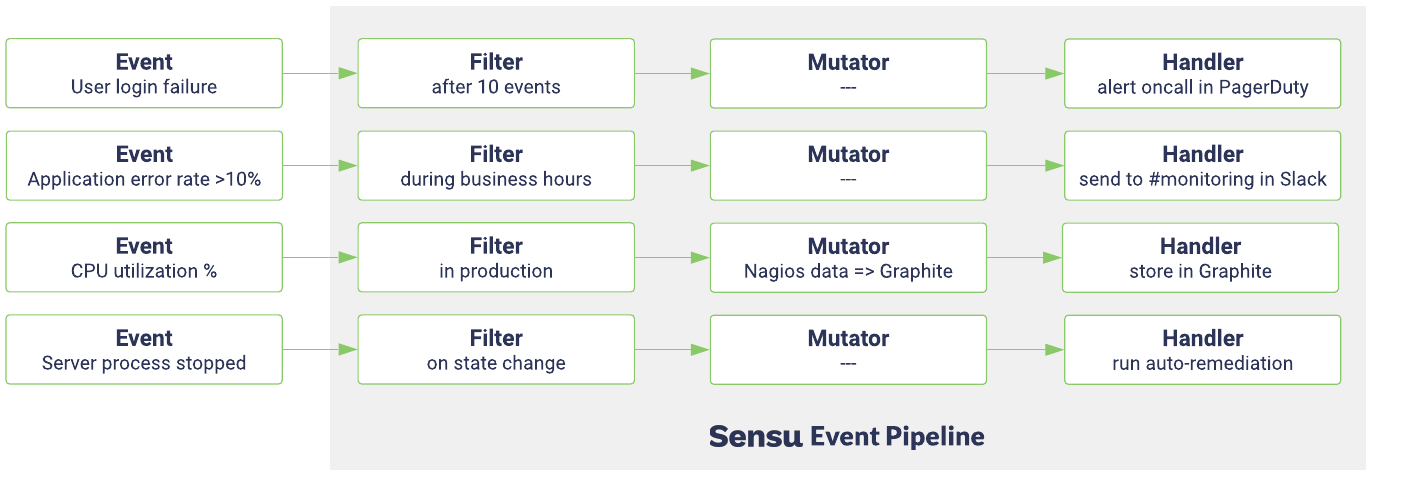 Event
User login failure
Filter
after 10 events
Mutator
---
Handler
alert oncall in PagerDuty
Event
Application error rate >10%
Filter
during business hours
Mutator
---
Handler
send to #monitoring in Slack
Event
CPU utilization %
Filter
in production
Mutator
Nagios data => Graphite
Handler
store in Graphite
Event
Server process stopped
Filter
on state change
Mutator
---
Handler
run auto-remediation
Sensu Event Pipeline